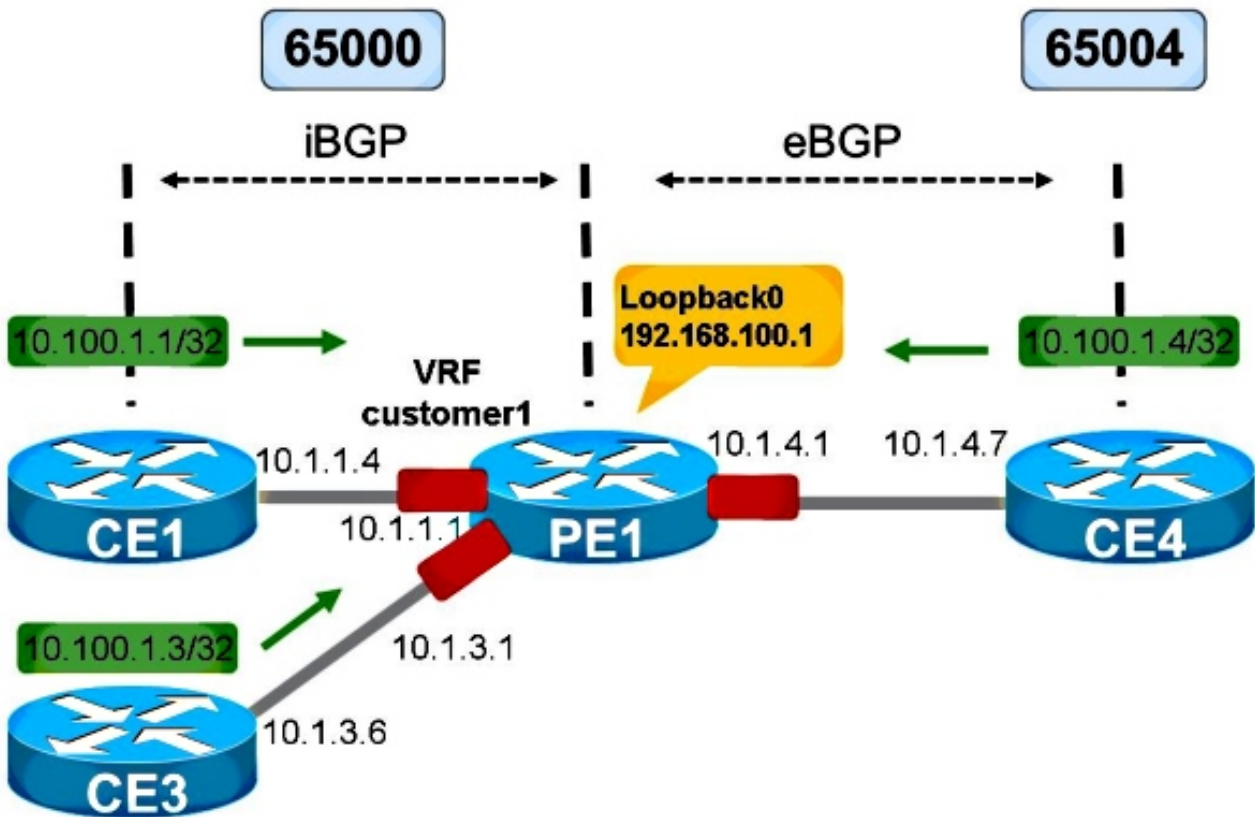 65000
65004
iBGP
eBGP
Loopback0
192.168.100.1
10.100.1.1/32
10.100.1.4/32
VRF
customer1
10.1.1.4
10.1.4.1
10.1.4.7
10.1.1.1
CE1
PE1
CE4
10.100.1.3/32
10.1.3.1
10.1.3.6
CE3